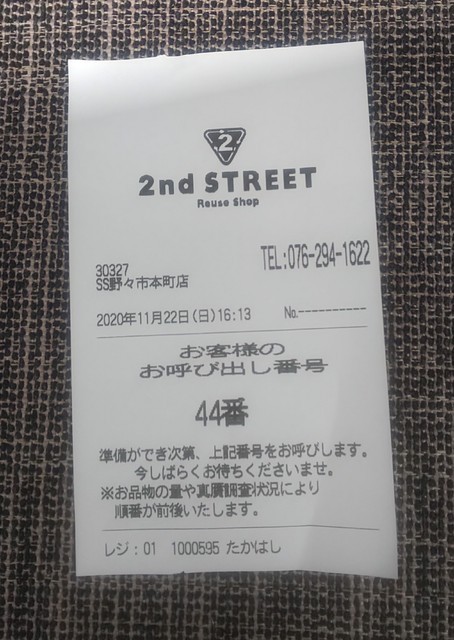 2
2nd STREET
Reuse Shop
TEL:076-294-1622
30327
SS野々市本町店
2020年11月22日(日)16:13 No.----------
お客様の
お呼び出し番号
44番
準備ができ次第、上記番号をお呼びします。
今しばらくお待ちくださいませ。
※お品物の量や真贋調査状況により
順番が前後いたします。
レジ:01 1000595 たかはし